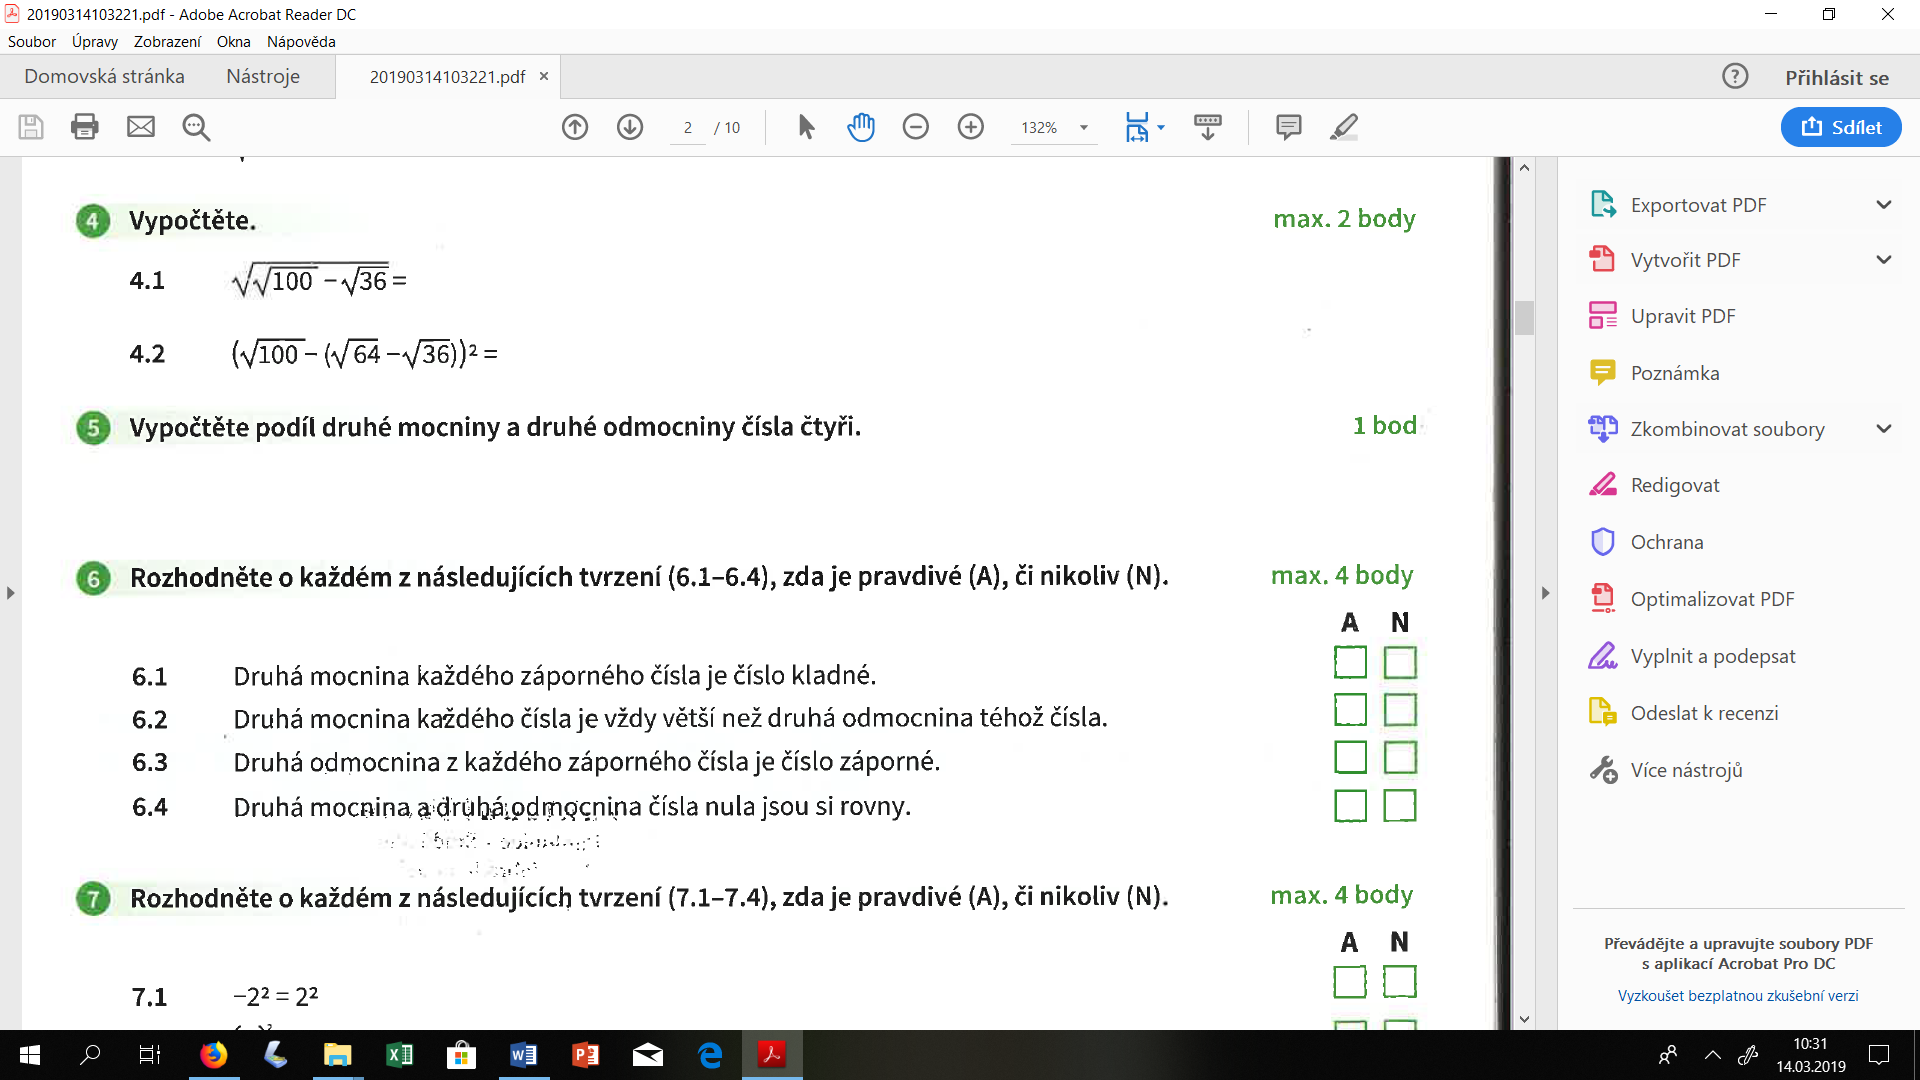 20190314103221.pdf - Adobe Acrobat Reader DC
Soubor Úpravy Zobrazení Okna Nápověda
Domovská stránka Nástroje 20190314103221.pdf × Přihlásit se
2 / 10 132% Sdílet
4 Vypočtěte. max. 2 body
4.1 √(√100 − √36) =
4.2 (√100 − (√64 − √36))² =
5 Vypočtěte podíl druhé mocniny a druhé odmocniny čísla čtyři. 1 bod
6 Rozhodněte o každém z následujících tvrzení (6.1–6.4), zda je pravdivé (A), či nikoliv (N). max. 4 body
A N
6.1 Druhá mocnina každého záporného čísla je číslo kladné.
6.2 Druhá mocnina každého čísla je vždy větší než druhá odmocnina téhož čísla.
6.3 Druhá odmocnina z každého záporného čísla je číslo záporné.
6.4 Druhá mocnina a druhá odmocnina čísla nula jsou si rovny.
7 Rozhodněte o každém z následujících tvrzení (7.1–7.4), zda je pravdivé (A), či nikoliv (N). max. 4 body
A N
7.1 −2² = 2²
Exportovat PDF
Vytvořit PDF
Upravit PDF
Poznámka
Zkombinovat soubory
Redigovat
Ochrana
Optimalizovat PDF
Vyplnit a podepsat
Odeslat k recenzi
Více nástrojů
Převádějte a upravujte soubory PDF
s aplikací Acrobat Pro DC
Vyzkoušet bezplatnou zkušební verzi
10:31
14.03.2019